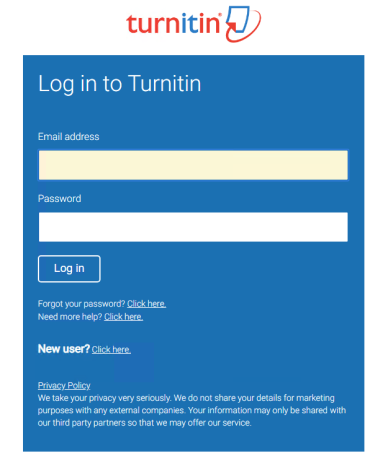 turnitin
Log in to Turnitin
Email address
Password
Log in
Forgot your password? Click here.
Need more help? Click here.
New user? Click here.
Privacy Policy
We take your privacy very seriously. We do not share your details for marketing
purposes with any external companies. Your information may only be shared with
our third party partners so that we may offer our service.